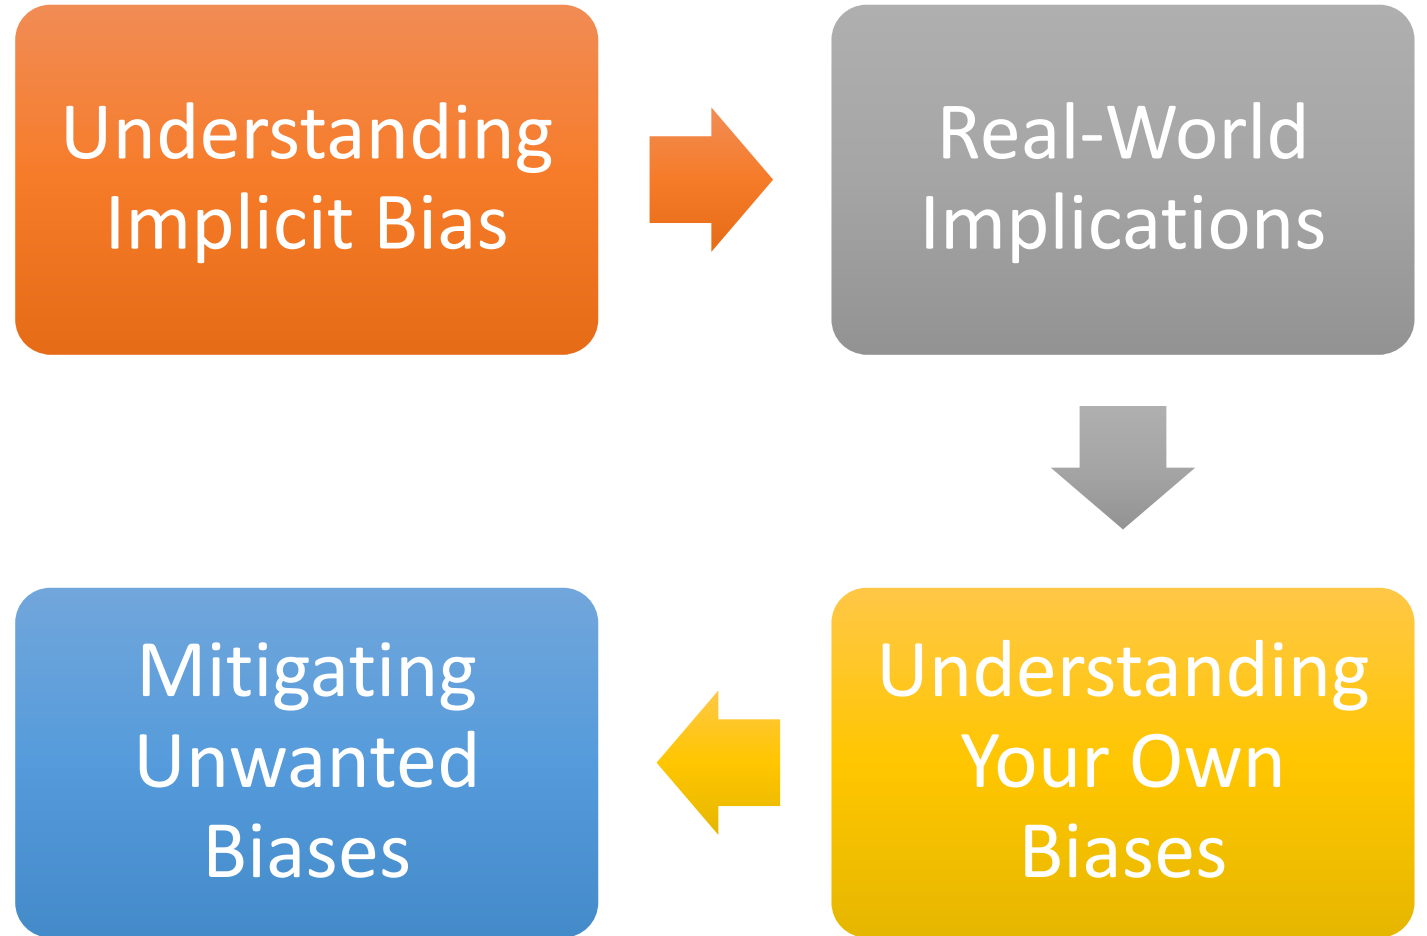 Understanding
Implicit Bias
Real-World
Implications
Understanding
Your Own
Biases
Mitigating
Unwanted
Biases